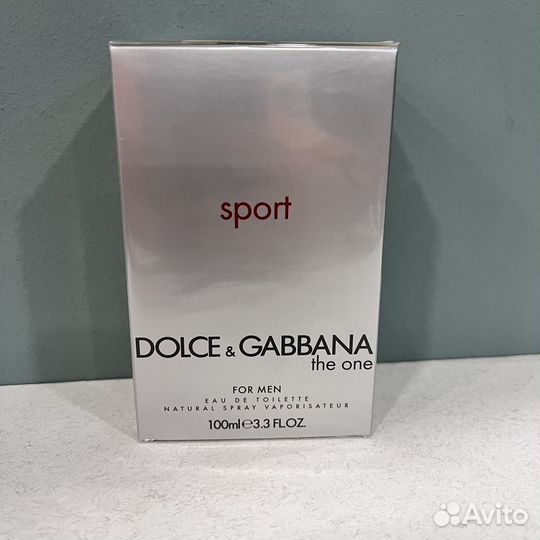 sport
DOLCE & GABBANA
the one
FOR MEN
EAU DE TOILETTE
NATURAL SPRAY VAPORISATEUR
100ml℮3.3 FL.OZ.
Avito